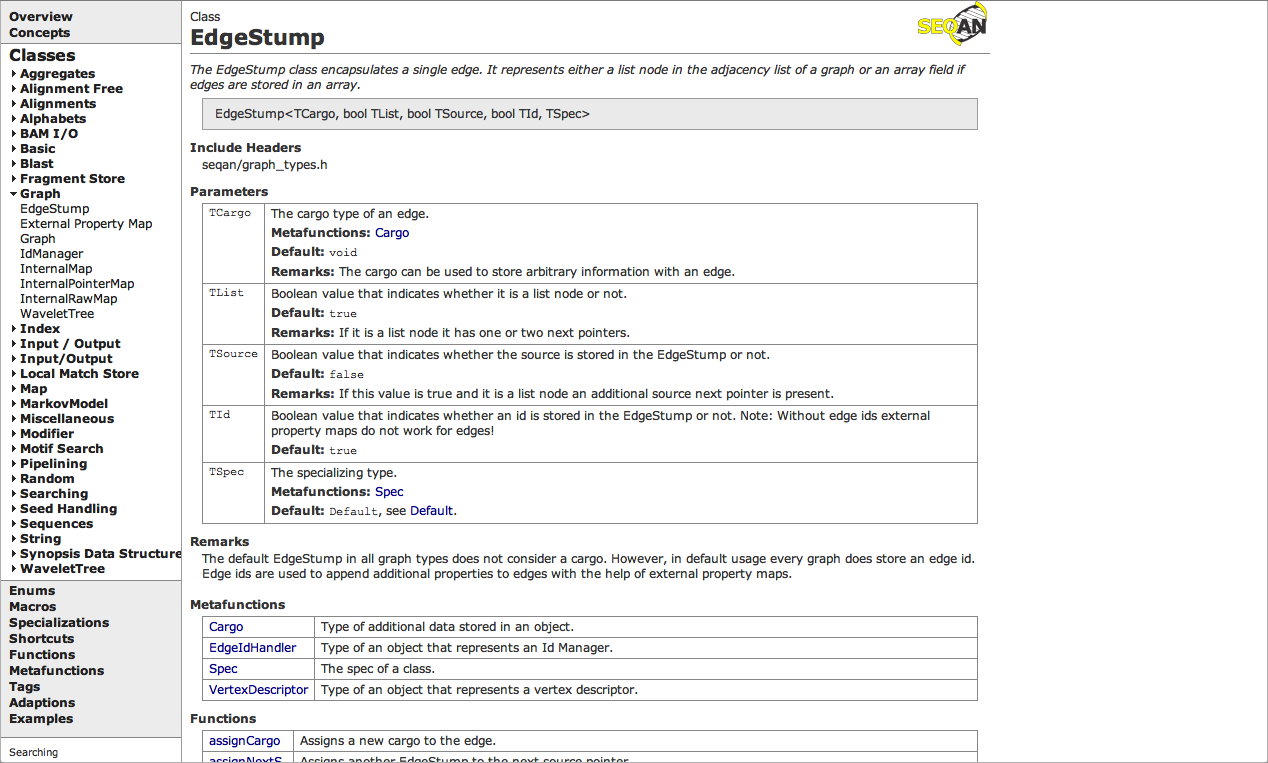 Overview
Concepts
Classes
Aggregates
Alignment Free
Alignments
Alphabets
BAM I/O
Basic
Blast
Fragment Store
Graph
EdgeStump
External Property Map
Graph
IdManager
InternalMap
InternalPointerMap
InternalRawMap
WaveletTree
Index
Input / Output
Input/Output
Local Match Store
Map
MarkovModel
Miscellaneous
Modifier
Motif Search
Pipelining
Random
Searching
Seed Handling
Sequences
String
Synopsis Data Structure
WaveletTree
Enums
Macros
Specializations
Shortcuts
Functions
Metafunctions
Tags
Adaptions
Examples
Searching
Class
EdgeStump
SEQAN
The EdgeStump class encapsulates a single edge. It represents either a list node in the adjacency list of a graph or an array field if
edges are stored in an array.
EdgeStump<TCargo, bool TList, bool TSource, bool TId, TSpec>
Include Headers
seqan/graph_types.h
Parameters
TCargo The cargo type of an edge.
Metafunctions: Cargo
Default: void
Remarks: The cargo can be used to store arbitrary information with an edge.
TList Boolean value that indicates whether it is a list node or not.
Default: true
Remarks: If it is a list node it has one or two next pointers.
TSource Boolean value that indicates whether the source is stored in the EdgeStump or not.
Default: false
Remarks: If this value is true and it is a list node an additional source next pointer is present.
TId Boolean value that indicates whether an id is stored in the EdgeStump or not. Note: Without edge ids external
property maps do not work for edges!
Default: true
TSpec The specializing type.
Metafunctions: Spec
Default: Default, see Default.
Remarks
The default EdgeStump in all graph types does not consider a cargo. However, in default usage every graph does store an edge id.
Edge ids are used to append additional properties to edges with the help of external property maps.
Metafunctions
Cargo Type of additional data stored in an object.
EdgeIdHandler Type of an object that represents an Id Manager.
Spec The spec of a class.
VertexDescriptor Type of an object that represents a vertex descriptor.
Functions
assignCargo Assigns a new cargo to the edge.
assignNextS Assigns another EdgeStump to the next source pointer.